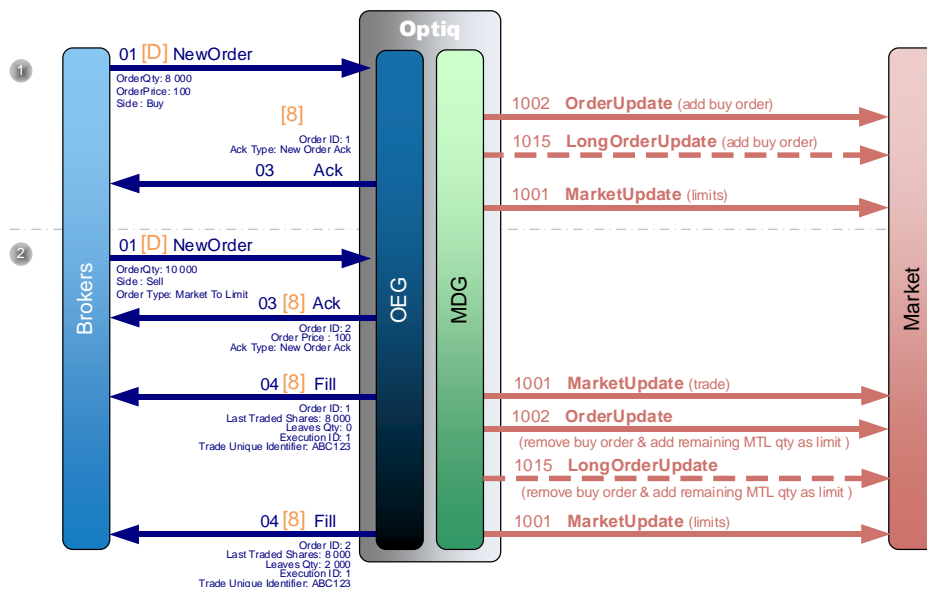 Optiq
1
01 [D] NewOrder
OrderQty: 8 000
OrderPrice: 100
Side : Buy
[8]
Order ID: 1
Ack Type: New Order Ack
03 Ack
1002 OrderUpdate (add buy order)
1015 LongOrderUpdate (add buy order)
1001 MarketUpdate (limits)
2
01 [D] NewOrder
OrderQty: 10 000
Side : Sell
Order Type: Market To Limit
03 [8] Ack
Order ID: 2
Order Price : 100
Ack Type: New Order Ack
Brokers
OEG
MDG
Market
04 [8] Fill
Order ID: 1
Last Traded Shares: 8 000
Leaves Qty: 0
Execution ID: 1
Trade Unique Identifier: ABC123
1001 MarketUpdate (trade)
1002 OrderUpdate
(remove buy order & add remaining MTL qty as limit )
1015 LongOrderUpdate
(remove buy order & add remaining MTL qty as limit )
04 [8] Fill
Order ID: 2
Last Traded Shares: 8 000
Leaves Qty: 2 000
Execution ID: 1
Trade Unique Identifier: ABC123
1001 MarketUpdate (limits)